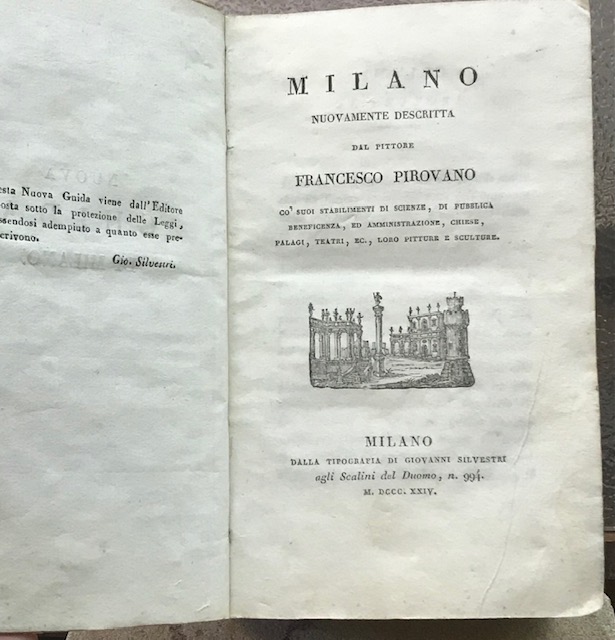 esta Nuova Guida viene dall'Editore
osta sotto la protezione delle Leggi,
ssendosi adempiuto a quanto esse pre-
crivono.
Gio. Silvestri.
MILANO
NUOVAMENTE DESCRITTA
DAL PITTORE
FRANCESCO PIROVANO
CO' SUOI STABILIMENTI DI SCIENZE, DI PUBBLICA
BENEFICENZA, ED AMMINISTRAZIONE, CHIESE,
PALAGI, TEATRI, EC., LORO PITTURE E SCULTURE.
MILANO
DALLA TIPOGRAFIA DI GIOVANNI SILVESTRI
agli Scalini del Duomo, n. 994.
M. DCCC. XXIV.